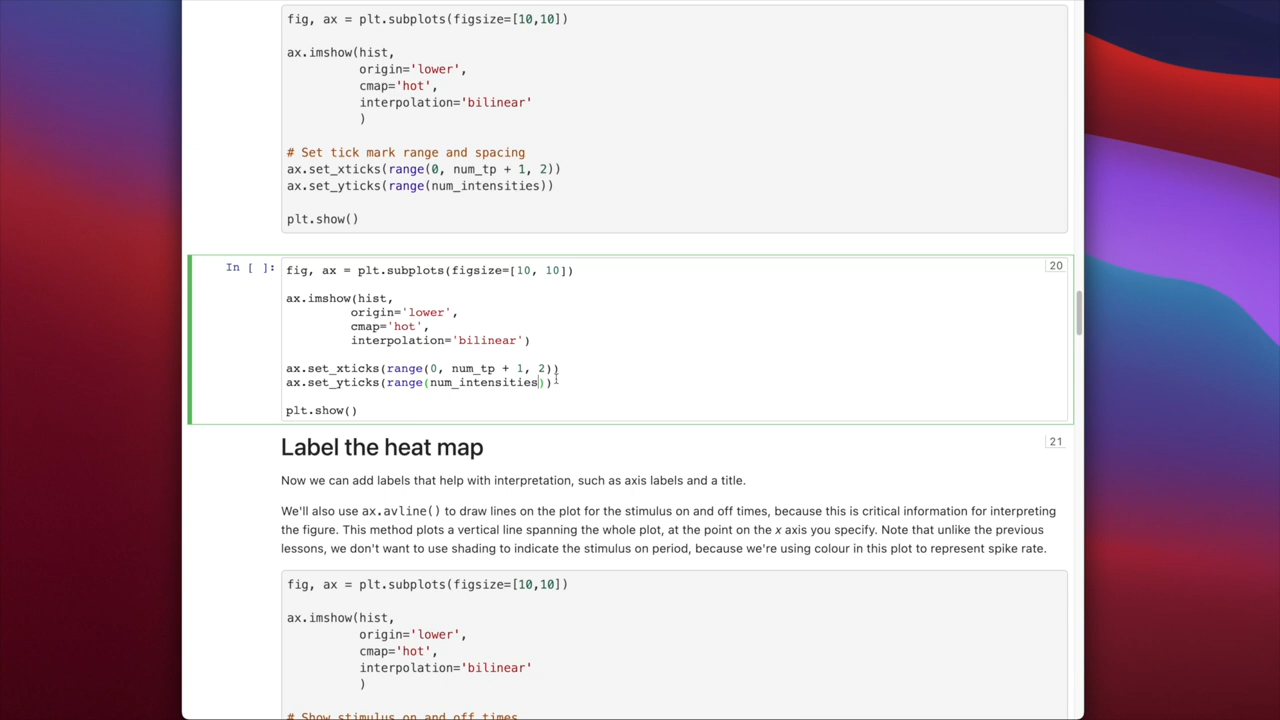 fig, ax = plt.subplots(figsize=[10,10])
ax.imshow(hist,
origin='lower',
cmap='hot',
interpolation='bilinear'
)
# Set tick mark range and spacing
ax.set_xticks(range(0, num_tp + 1, 2))
ax.set_yticks(range(num_intensities))
plt.show()
In [ ]:
20
fig, ax = plt.subplots(figsize=[10, 10])
ax.imshow(hist,
origin='lower',
cmap='hot',
interpolation='bilinear')
ax.set_xticks(range(0, num_tp + 1, 2))
ax.set_yticks(range(num_intensities))
plt.show()
Label the heat map
21
Now we can add labels that help with interpretation, such as axis labels and a title.
We'll also use ax.avline() to draw lines on the plot for the stimulus on and off times, because this is critical information for interpreting
the figure. This method plots a vertical line spanning the whole plot, at the point on the x axis you specify. Note that unlike the previous
lessons, we don't want to use shading to indicate the stimulus on period, because we're using colour in this plot to represent spike rate.
fig, ax = plt.subplots(figsize=[10,10])
ax.imshow(hist,
origin='lower',
cmap='hot',
interpolation='bilinear'
)
# Show stimulus on and off times